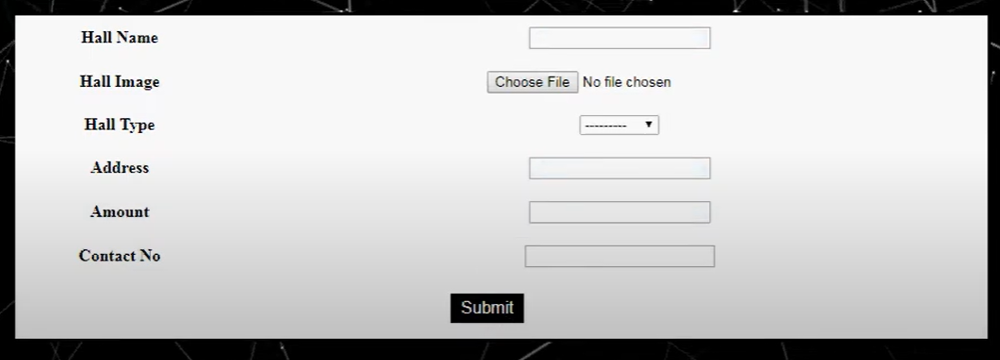 Hall Name
Hall Image Choose File No file chosen
Hall Type ---------
Address
Amount
Contact No
Submit